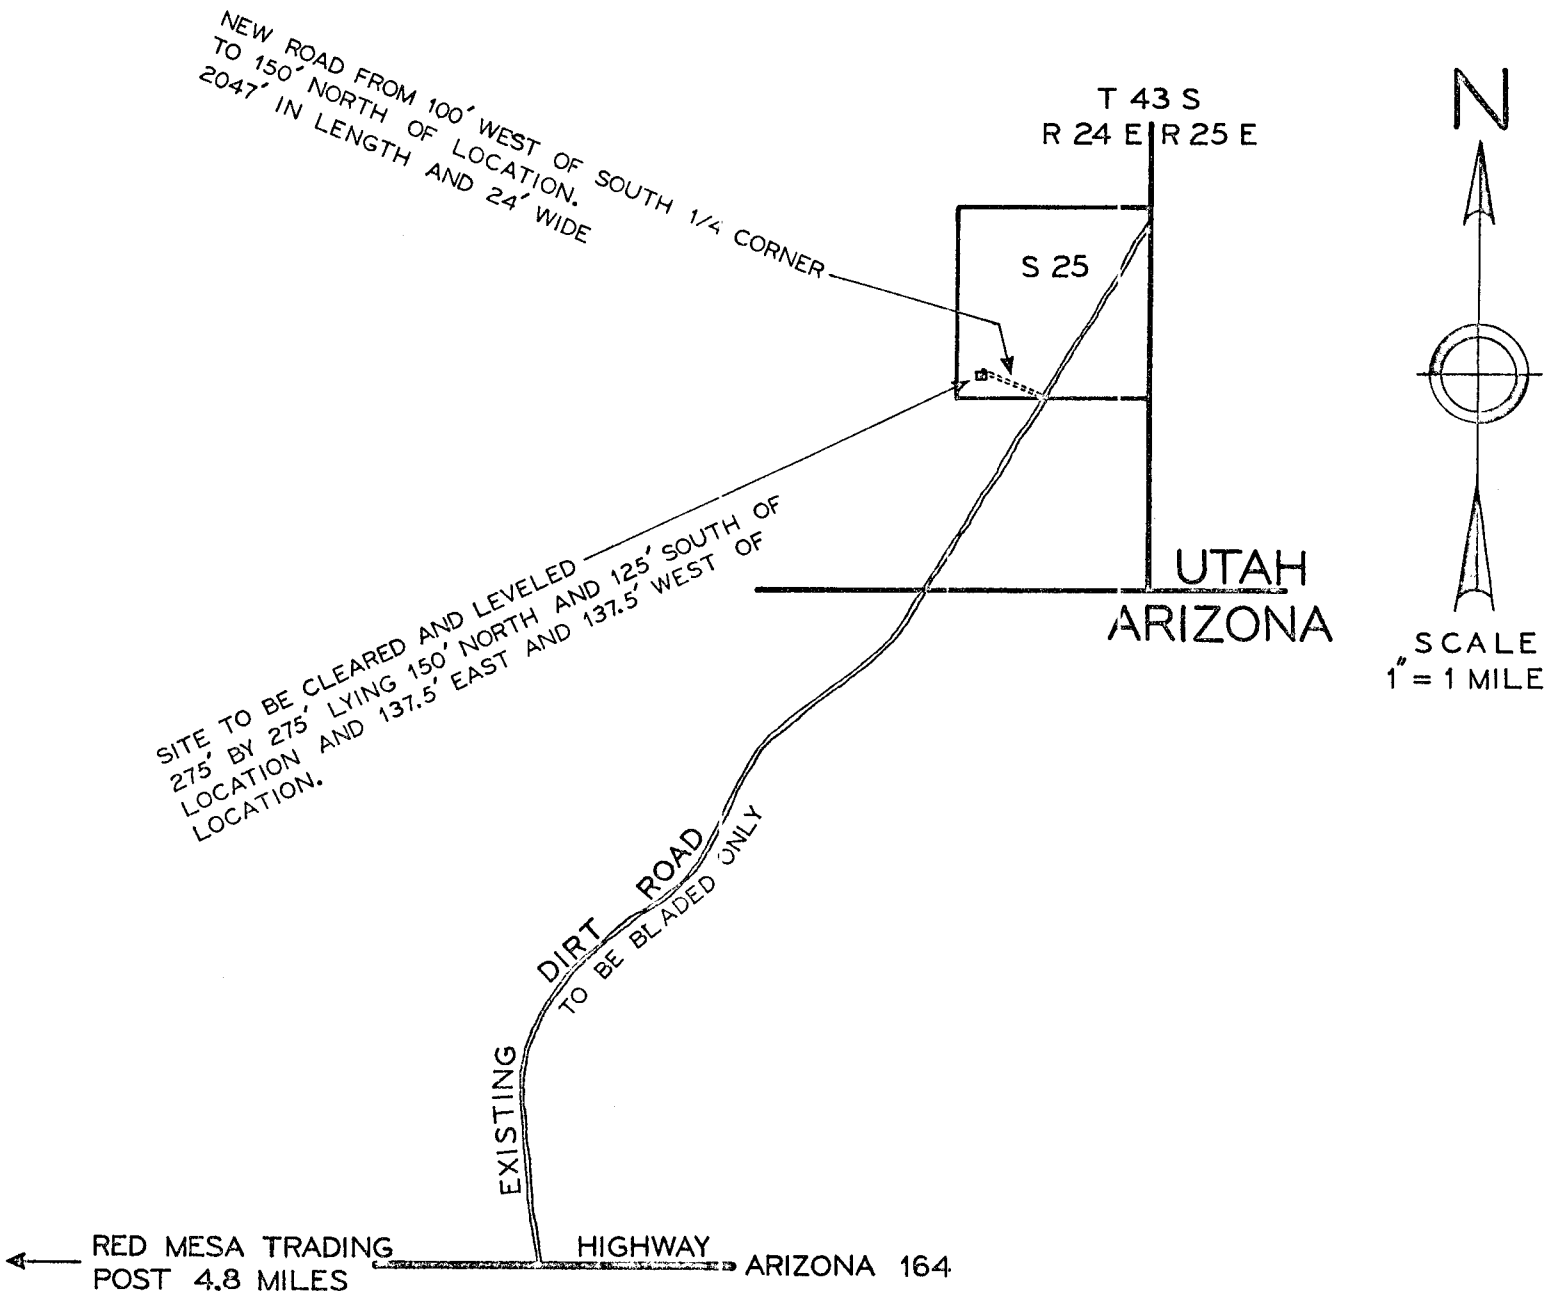 NEW ROAD FROM 100' WEST OF SOUTH 1/4 CORNER
TO 150' NORTH OF LOCATION.
2047' IN LENGTH AND 24' WIDE
T 43 S
R 24 E R 25 E
N
S 25
UTAH
ARIZONA
SCALE
1" = 1 MILE
SITE TO BE CLEARED AND LEVELED
275' BY 275' LYING 150' NORTH AND 125' SOUTH OF
LOCATION AND 137.5' EAST AND 137.5' WEST OF
LOCATION.
EXISTING DIRT ROAD
TO BE BLADED ONLY
RED MESA TRADING
POST 4.8 MILES
HIGHWAY
ARIZONA 164